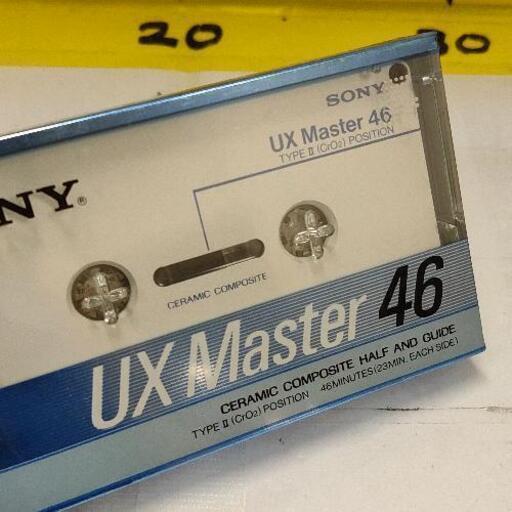 20 30
SONY
UX Master 46
TYPE II (CrO2) POSITION
NY®
CERAMIC COMPOSITE
UX Master 46
CERAMIC COMPOSITE HALF AND GUIDE
TYPE II (CrO2) POSITION 46MINUTES (23MIN. EACH SIDE)